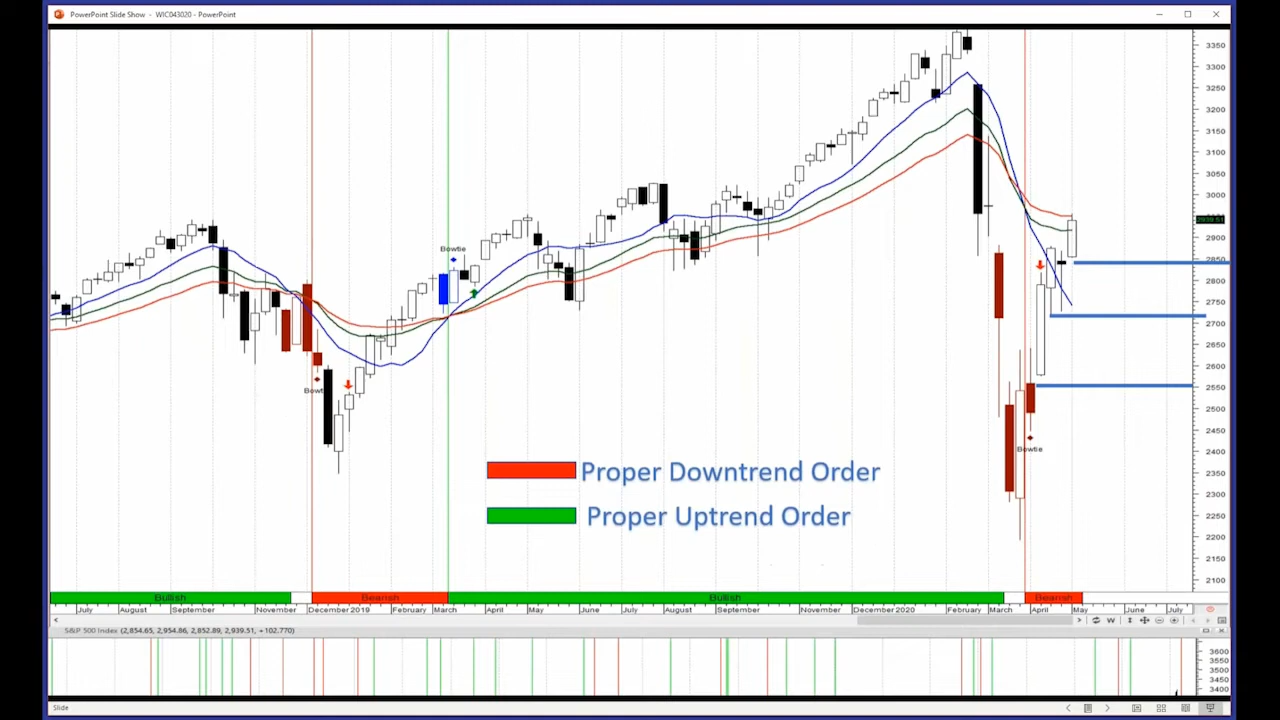 PowerPoint Slide Show - WIC043020 - PowerPoint
3350
3300
3250
3200
3150
3100
3050
3000
2950
2939.51
2900
2850
2800
2750
2700
2650
2600
2550
2500
2450
2400
2350
2300
2250
2200
2150
2100
Bowtie
Bowti
Bowtie
Proper Downtrend Order
Proper Uptrend Order
Bullish Bearish Bullish Bearish
July August September November December 2019 February March April May June July August September November December 2020 February March April May June July
W
S&P 500 Index (2,854.65, 2,954.86, 2,852.89, 2,939.51, +102.770)
3600
3550
3500
3450
3400
Slide